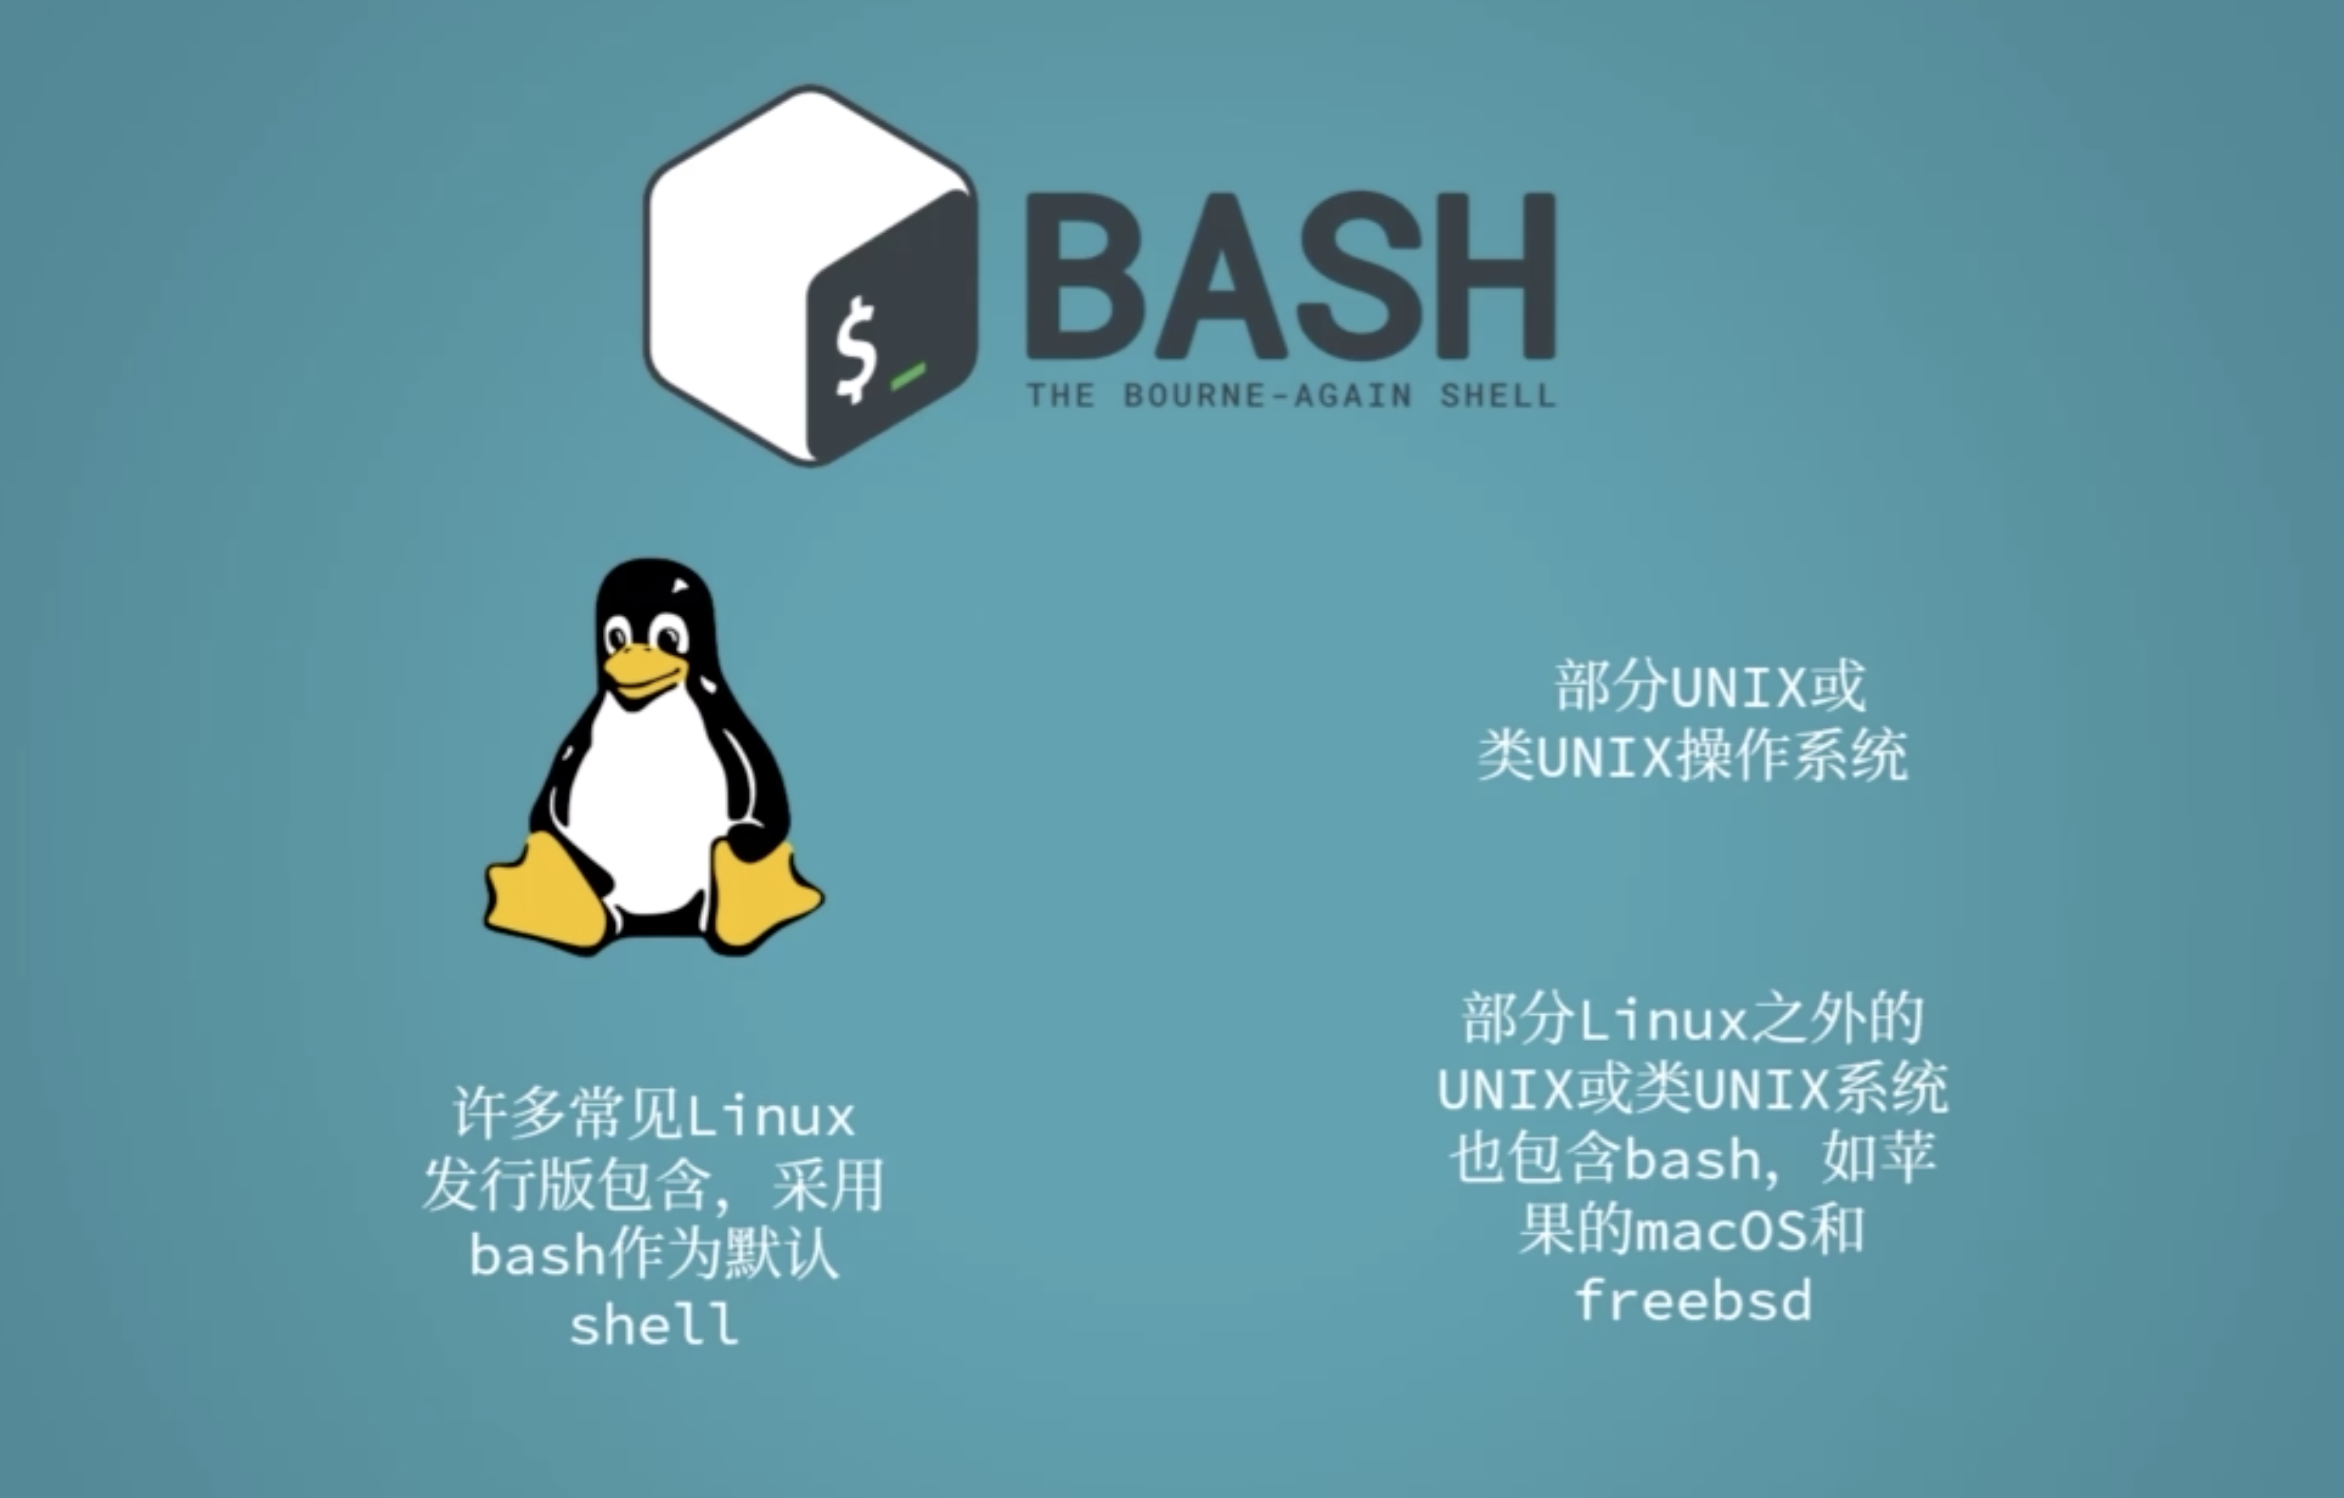 $_
BASH
THE BOURNE-AGAIN SHELL
许多常见Linux
发行版包含，采用
bash作为默认
shell
部分UNIX或
类UNIX操作系统
部分Linux之外的
UNIX或类UNIX系统
也包含bash，如苹
果的macOS和
freebsd